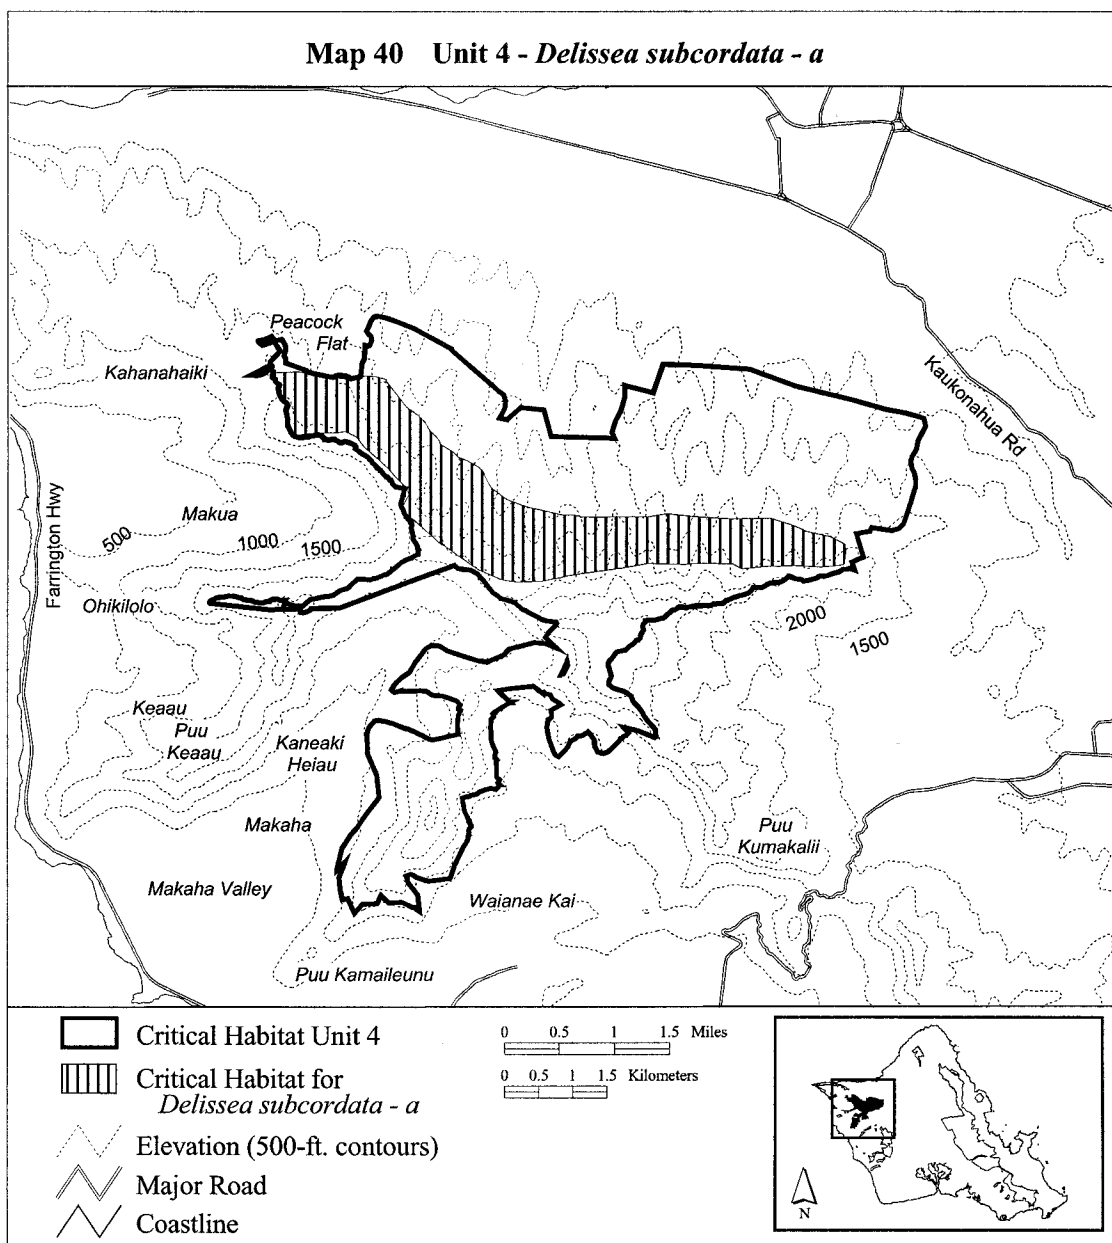 Map 40 Unit 4 - Delissea subcordata - a
Peacock
Flat
Kahanahaiki
Kaukonahua Rd
Farrington Hwy
Makua
500
1000
1500
Ohikilolo
2000
1500
Keaau
Puu
Keaau
Kaneaki
Heiau
Makaha
Puu
Kumakalii
Makaha Valley
Waianae Kai
Puu Kamaileunu
Critical Habitat Unit 4
Critical Habitat for
Delissea subcordata - a
Elevation (500-ft. contours)
Major Road
Coastline
0 0.5 1 1.5 Miles
0 0.5 1 1.5 Kilometers
N